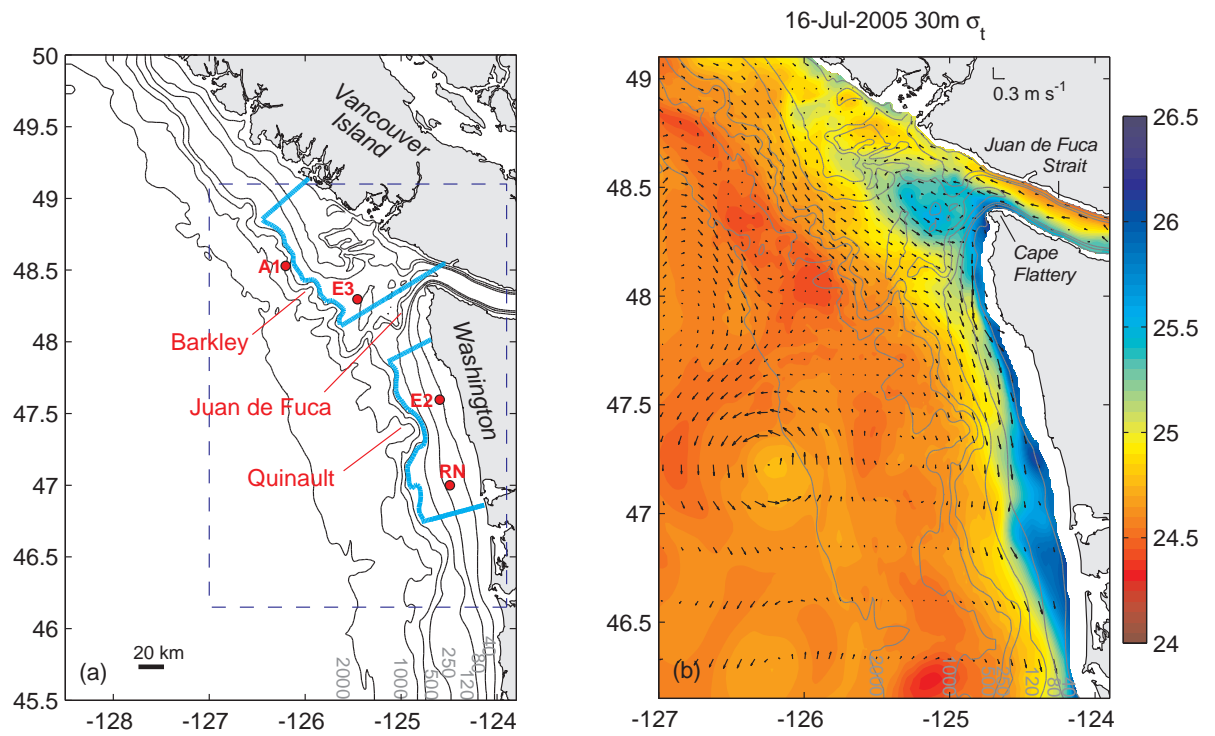 16-Jul-2005 30m σt
50
49.5
49
48.5
48
47.5
47
46.5
46
45.5
-128
-127
-126
-125
-124
Vancouver
Island
Washington
A1
E3
E2
RN
Barkley
Juan de Fuca
Quinault
20 km
(a)
2000
1000
500
250
120
80
40
49
48.5
48
47.5
47
46.5
-127
-126
-125
-124
0.3 m s-1
Juan de Fuca
Strait
Cape
Flattery
(b)
1000
120
80
26.5
26
25.5
25
24.5
24